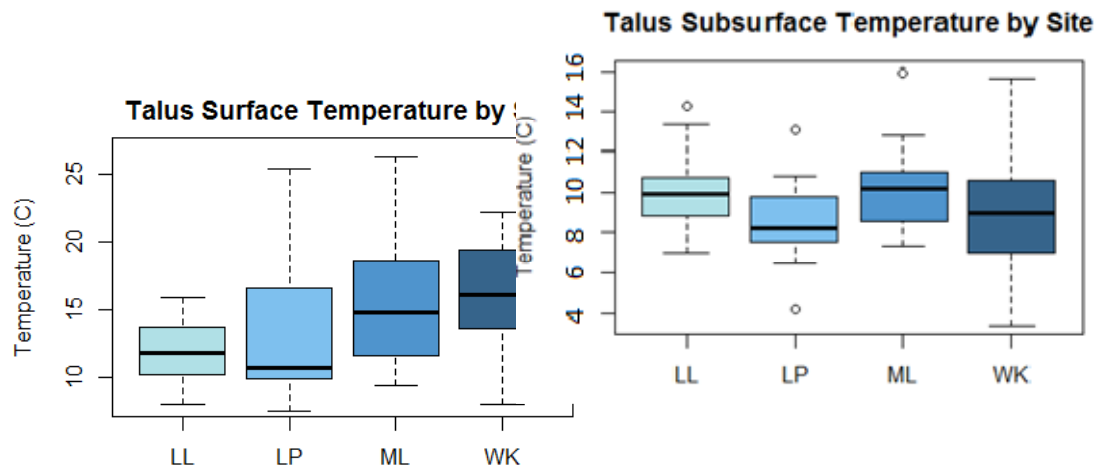 Talus Surface Temperature by S
Temperature (C)
25
20
15
10
LL LP ML WK
Talus Subsurface Temperature by Site
Temperature (C)
16
14
12
10
8
6
4
LL LP ML WK